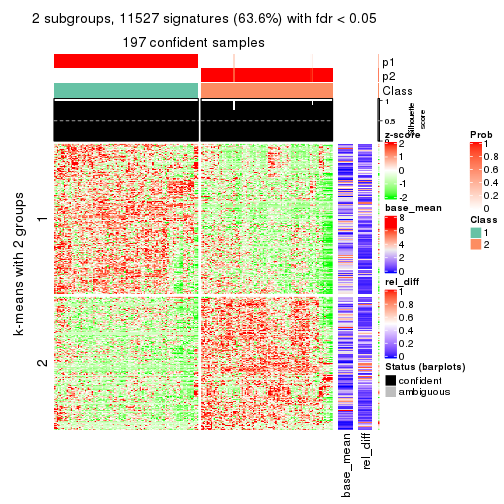 2 subgroups, 11527 signatures (63.6%) with fdr < 0.05
197 confident samples
p1
p2
Class
1
0.5
0
Silhouette
score
k-means with 2 groups
1
2
base_mean
rel_diff
z-score
2
1
0
-1
-2
base_mean
8
6
4
2
0
rel_diff
1
0.8
0.6
0.4
0.2
0
Status (barplots)
confident
ambiguous
Prob
1
0.8
0.6
0.4
0.2
0
Class
1
2